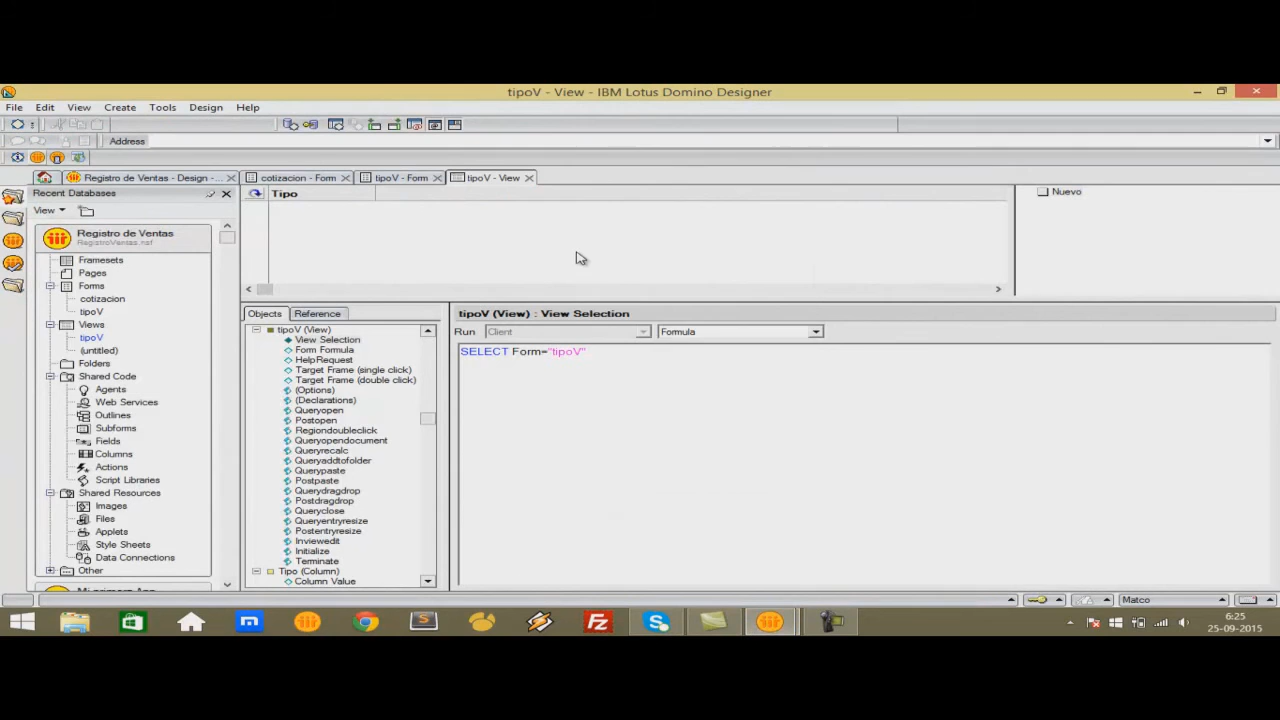 tipoV - View - IBM Lotus Domino Designer
File Edit View Create Tools Design Help
Address
Registro de Ventas - Design - ...
cotizacion - Form
tipoV - Form
tipoV - View
Recent Databases
View
Registro de Ventas
RegistroVentas.nsf
Framesets
Pages
Forms
cotizacion
tipoV
Views
tipoV
(untitled)
Folders
Shared Code
Agents
Web Services
Outlines
Subforms
Fields
Columns
Actions
Script Libraries
Shared Resources
Images
Files
Applets
Style Sheets
Data Connections
Other
Tipo
Nuevo
Objects Reference
tipoV (View)
View Selection
Form Formula
HelpRequest
Target Frame (single click)
Target Frame (double click)
(Options)
(Declarations)
Queryopen
Postopen
Regiondoubleclick
Queryopendocument
Queryrecalc
Queryaddtofolder
Querypaste
Postpaste
Querydragdrop
Postdragdrop
Queryclose
Queryentryresize
Postentryresize
Inviewedit
Initialize
Terminate
Tipo (Column)
Column Value
tipoV (View) : View Selection
Run Client Formula
SELECT Form="tipoV"
Matco
6:25
25-09-2015